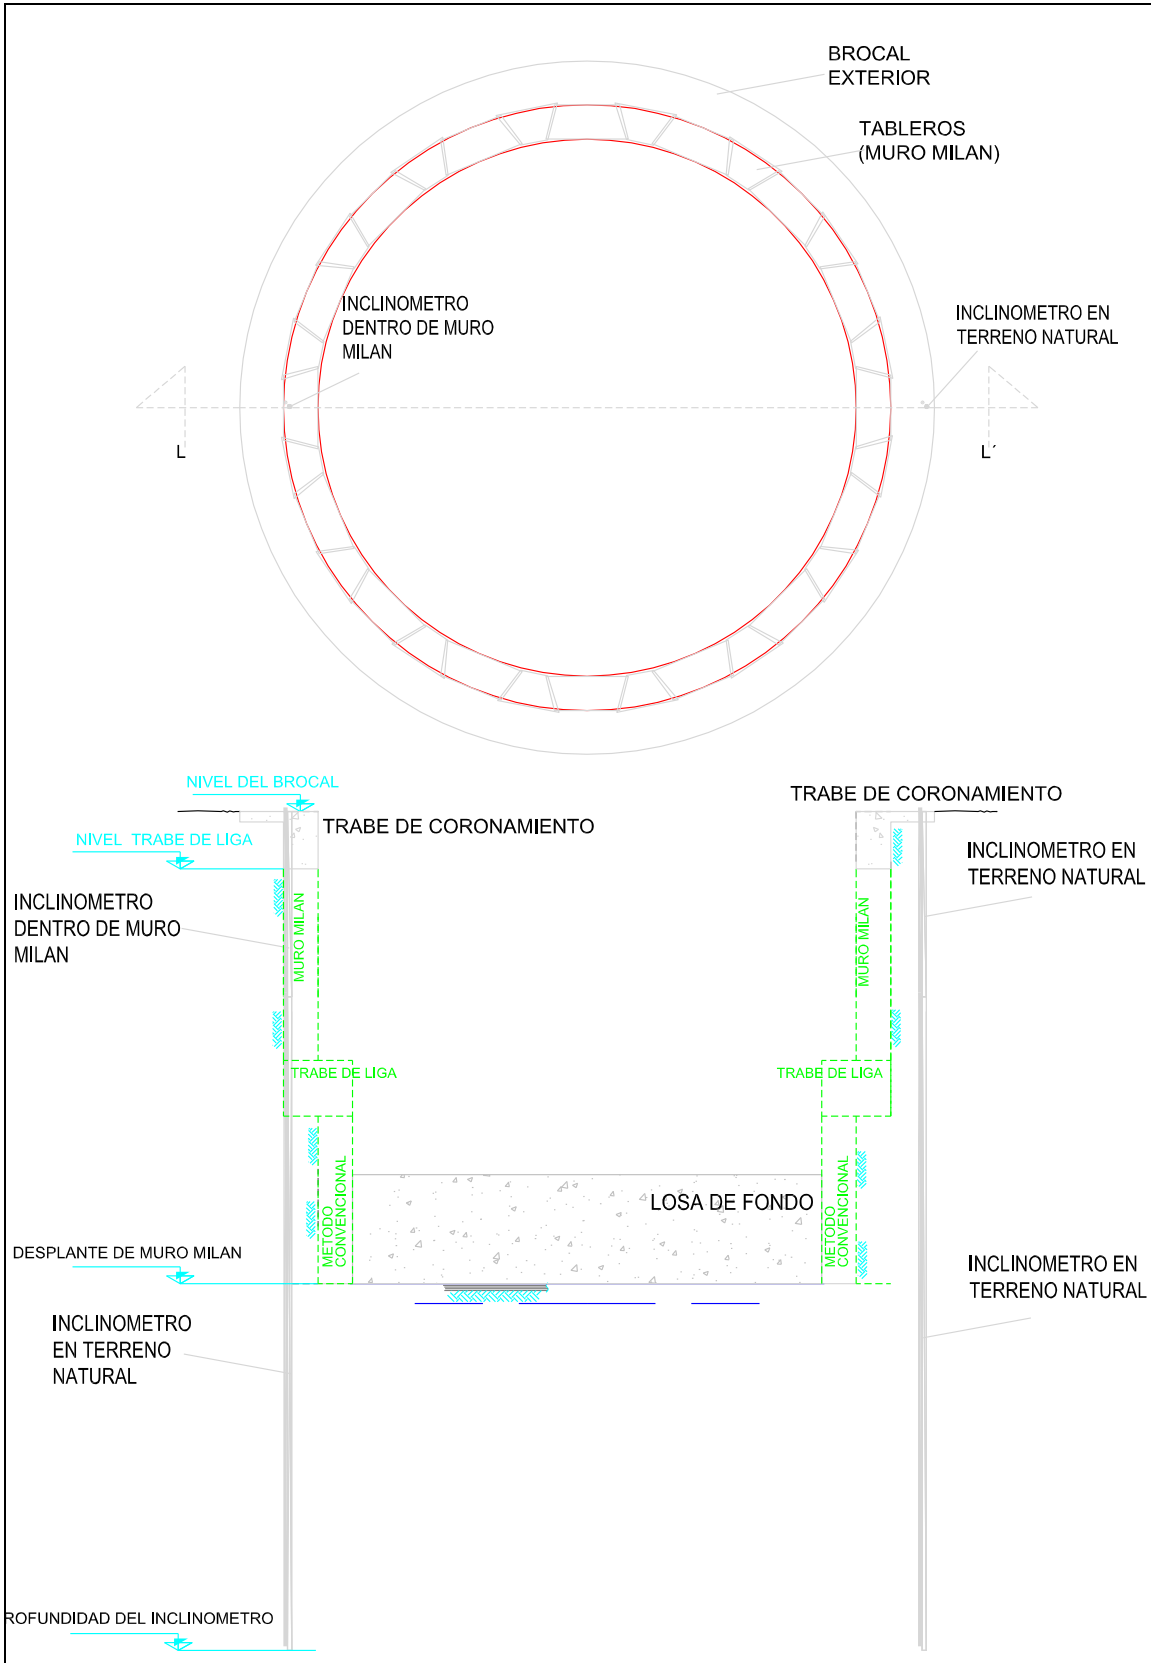 BROCAL
EXTERIOR
TABLEROS
(MURO MILAN)
INCLINOMETRO
DENTRO DE MURO
MILAN
INCLINOMETRO EN
TERRENO NATURAL
L
L´
NIVEL DEL BROCAL
TRABE DE CORONAMIENTO
TRABE DE CORONAMIENTO
NIVEL TRABE DE LIGA
INCLINOMETRO EN
TERRENO NATURAL
INCLINOMETRO
DENTRO DE MURO
MILAN
MURO MILAN
MURO MILAN
TRABE DE LIGA
TRABE DE LIGA
METODO
CONVENCIONAL
LOSA DE FONDO
METODO
CONVENCIONAL
DESPLANTE DE MURO MILAN
INCLINOMETRO EN
TERRENO NATURAL
INCLINOMETRO
EN TERRENO
NATURAL
ROFUNDIDAD DEL INCLINOMETRO